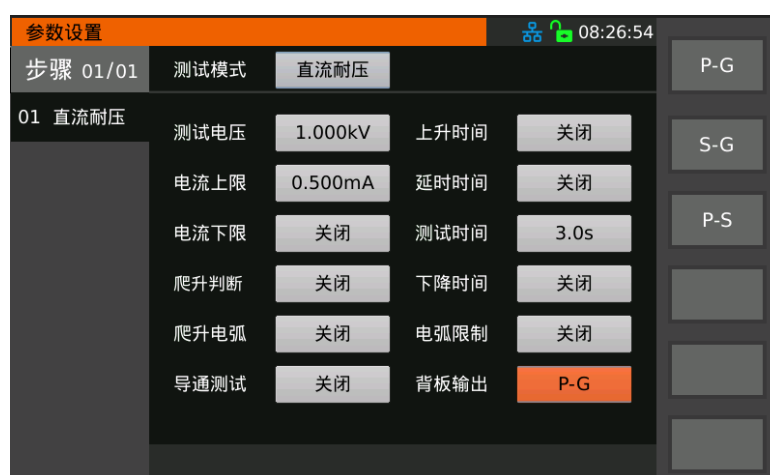 参数设置 08:26:54
步骤 01/01 测试模式 直流耐压 P-G
01 直流耐压
测试电压 1.000kV 上升时间 关闭 S-G
电流上限 0.500mA 延时时间 关闭
电流下限 关闭 测试时间 3.0s P-S
爬升判断 关闭 下降时间 关闭
爬升电弧 关闭 电弧限制 关闭
导通测试 关闭 背板输出 P-G